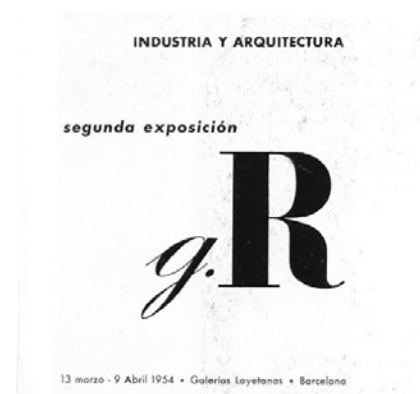 INDUSTRIA Y ARQUITECTURA
segunda exposición
g.R
13 marzo - 9 Abril 1954 • Galerías Layetanas • Barcelona